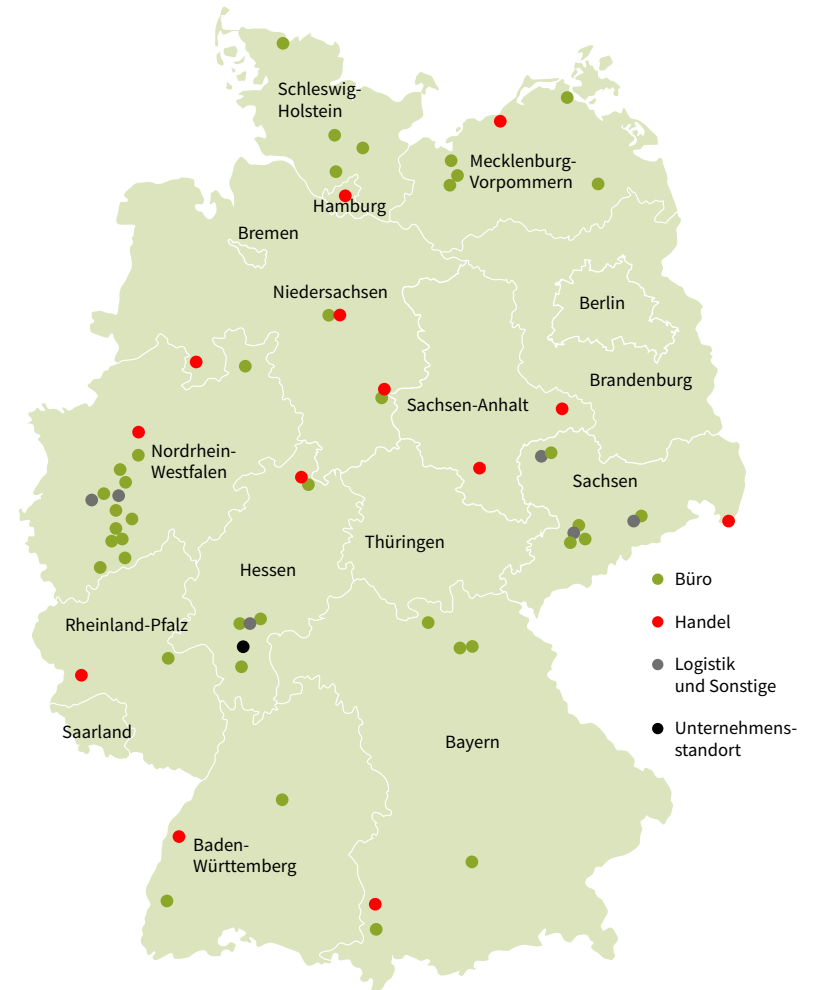 Schleswig-
Holstein
Mecklenburg-
Vorpommern
Hamburg
Bremen
Niedersachsen
Berlin
Brandenburg
Sachsen-Anhalt
Nordrhein-
Westfalen
Sachsen
Thüringen
Hessen
Rheinland-Pfalz
Saarland
Bayern
Baden-
Württemberg
Büro
Handel
Logistik
und Sonstige
Unternehmens-
standort